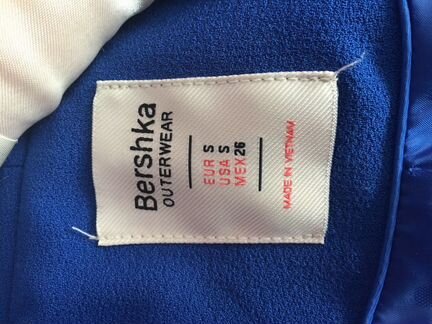 Bershka
OUTERWEAR
EUR S
USA S
MEX 26
MADE IN VIETNAM